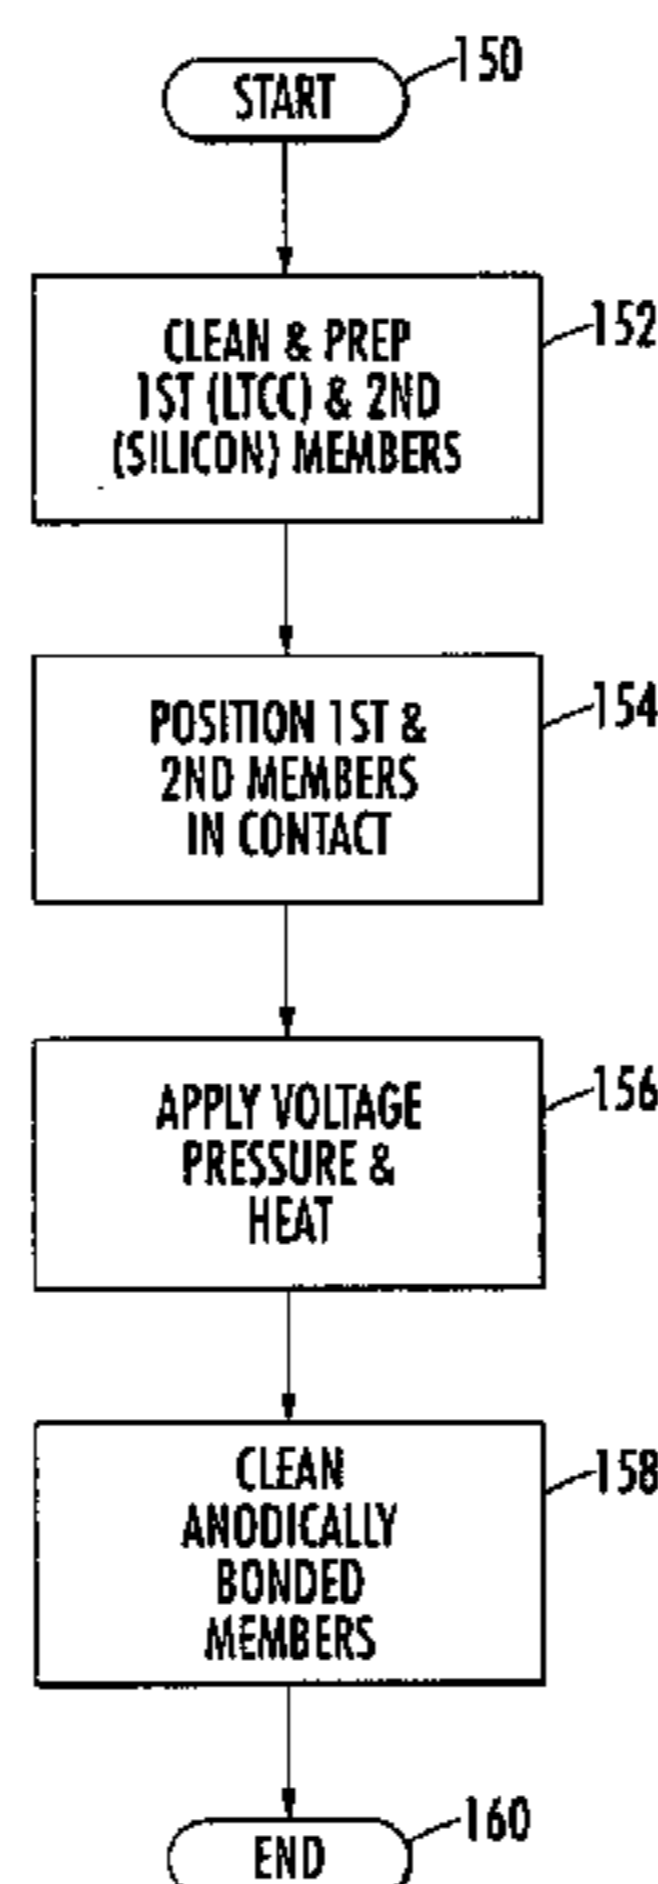 START
150
CLEAN & PREP
1ST (LTCC) & 2ND
(SILICON) MEMBERS
152
POSITION 1ST &
2ND MEMBERS
IN CONTACT
154
APPLY VOLTAGE
PRESSURE &
HEAT
156
CLEAN
ANODICALLY
BONDED
MEMBERS
158
END
160